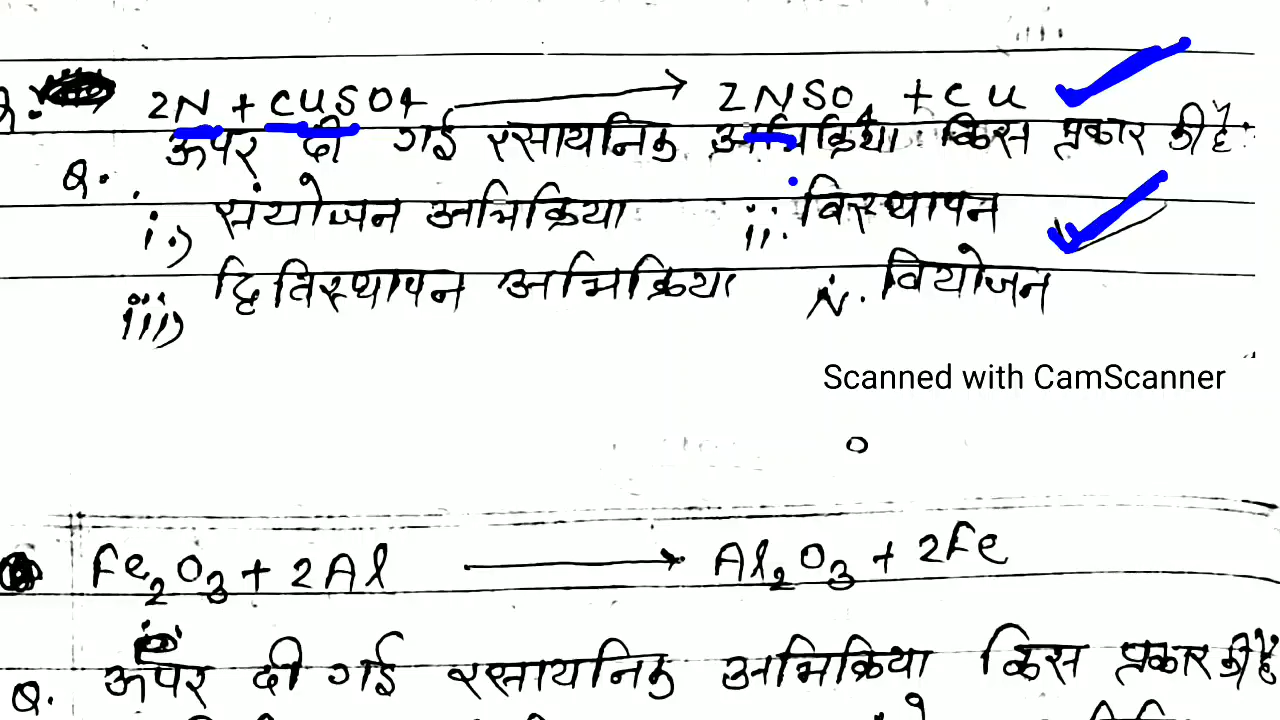 2N + CUSO4 → ZNSO4 + CU
ऊपर दी गई रसायनिक अभिक्रिया किस प्रकार की है
Q.
i.) संयोजन अभिक्रिया ii. विस्थापन
iii) द्विविस्थापन अभिक्रिया iv. वियोजन
Scanned with CamScanner
Fe2O3 + 2Al → Al2O3 + 2Fe
Q. ऊपर दी गई रसायनिक अभिक्रिया किस प्रकार की है